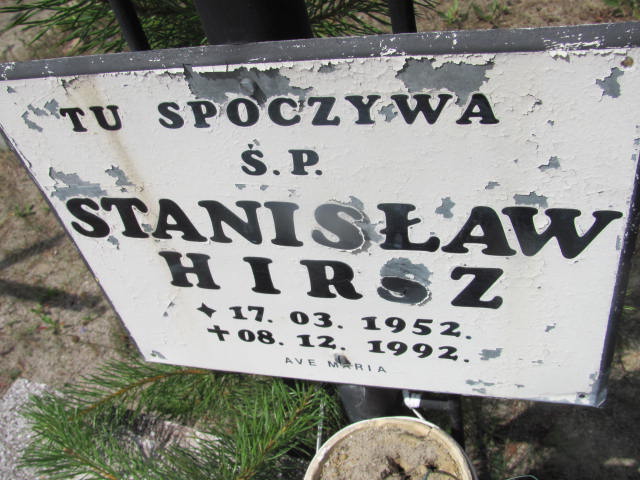 TU SPOCZYWA
Ś.P.
STANISŁAW
HIRSZ
✦ 17. 03. 1952.
✝ 08. 12. 1992.
AVE MARIA